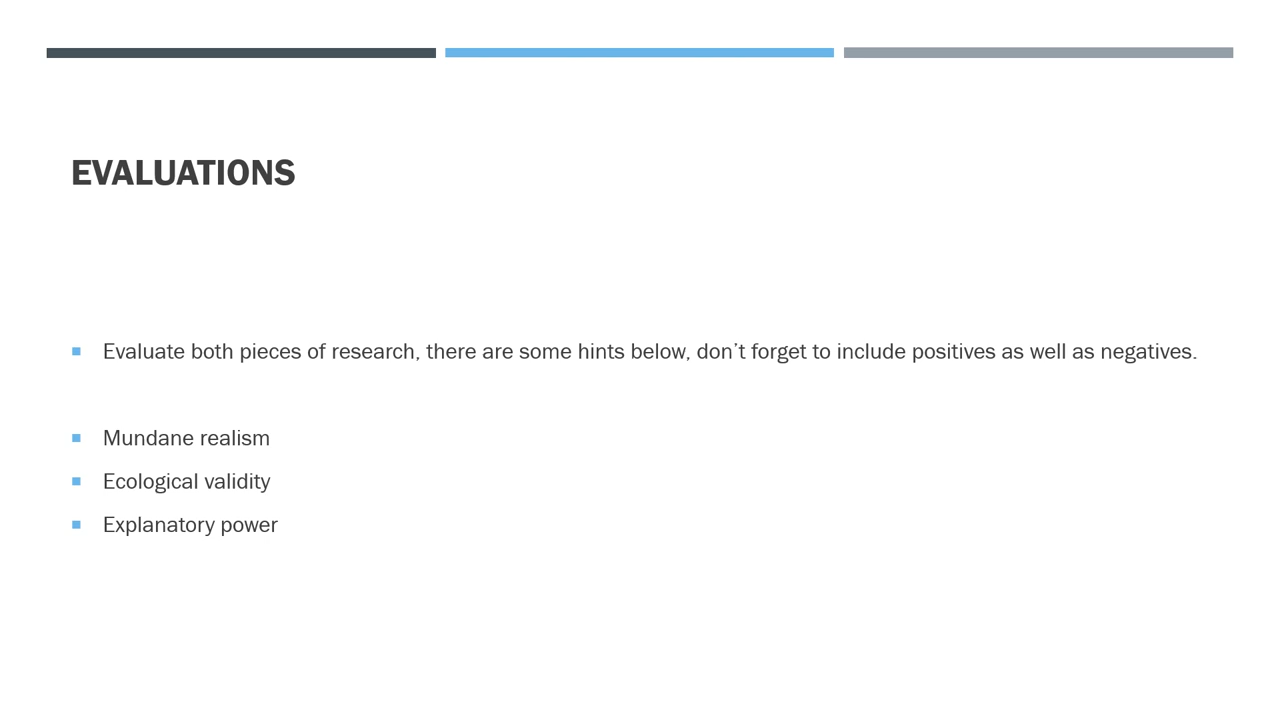 EVALUATIONS
Evaluate both pieces of research, there are some hints below, don’t forget to include positives as well as negatives.
Mundane realism
Ecological validity
Explanatory power